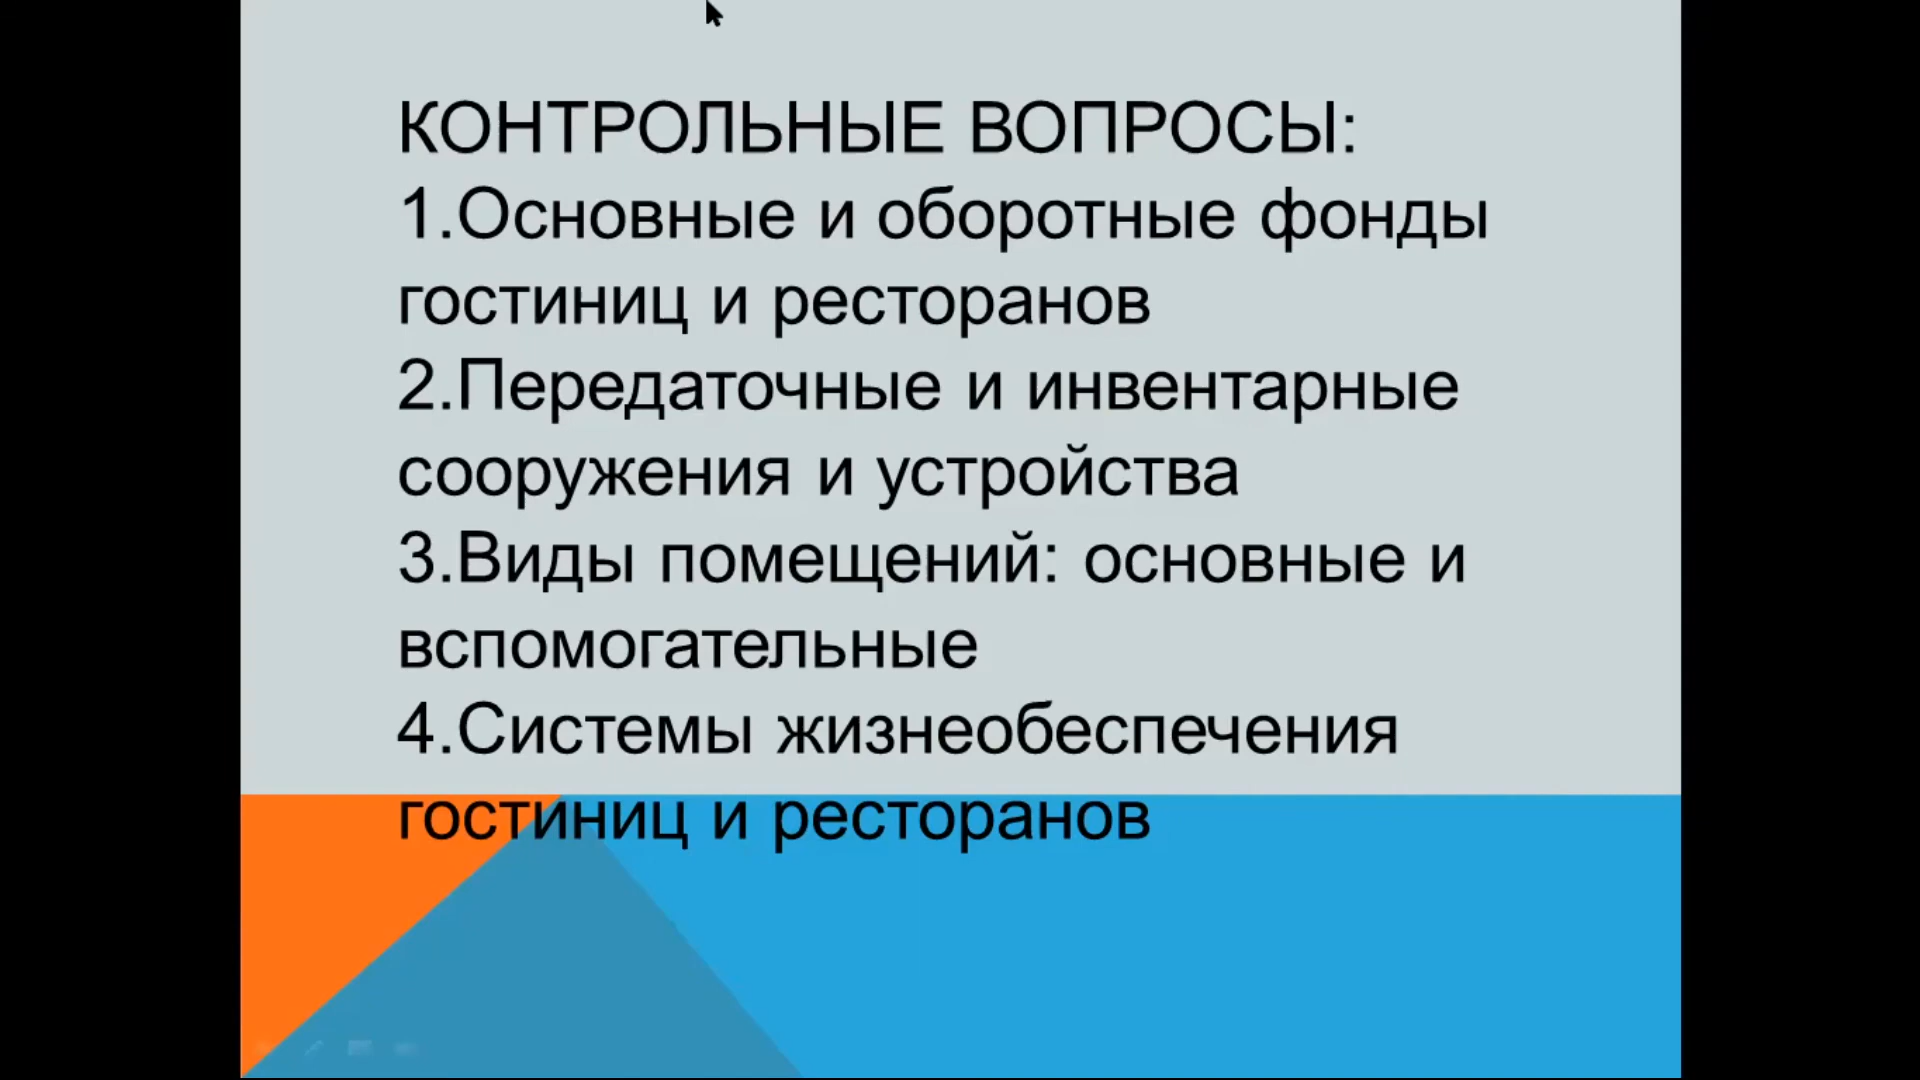 КОНТРОЛЬНЫЕ ВОПРОСЫ:
1.Основные и оборотные фонды
гостиниц и ресторанов
2.Передаточные и инвентарные
сооружения и устройства
3.Виды помещений: основные и
вспомогательные
4.Системы жизнеобеспечения
гостиниц и ресторанов